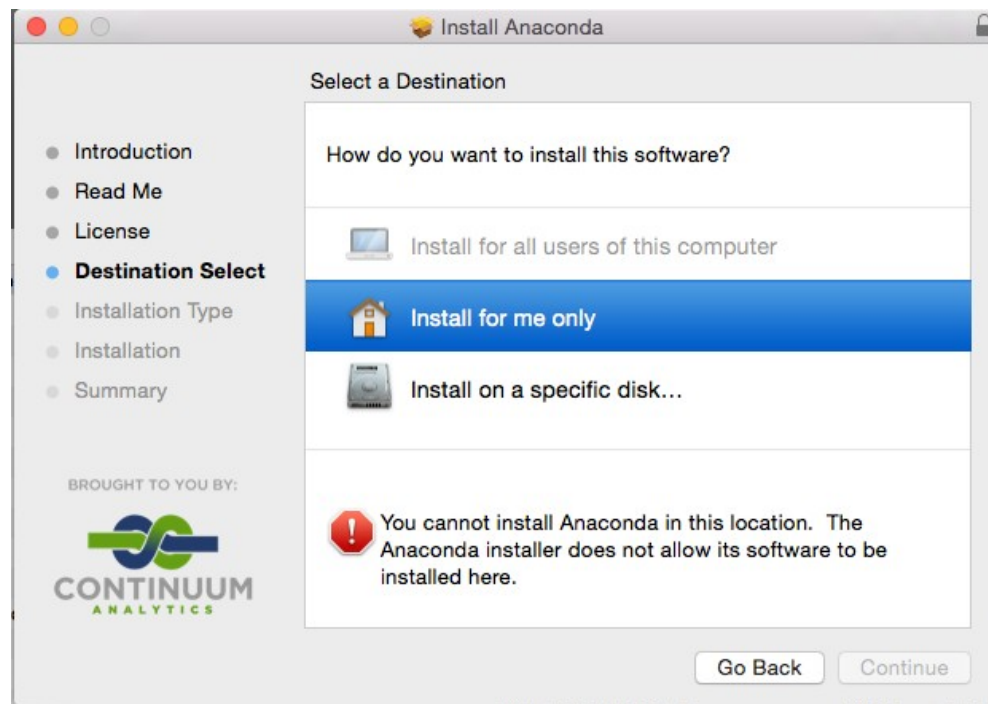 Install Anaconda
Select a Destination
Introduction
Read Me
License
Destination Select
Installation Type
Installation
Summary
BROUGHT TO YOU BY:
CONTINUUM
ANALYTICS
How do you want to install this software?
Install for all users of this computer
Install for me only
Install on a specific disk...
You cannot install Anaconda in this location. The
Anaconda installer does not allow its software to be
installed here.
Go Back
Continue